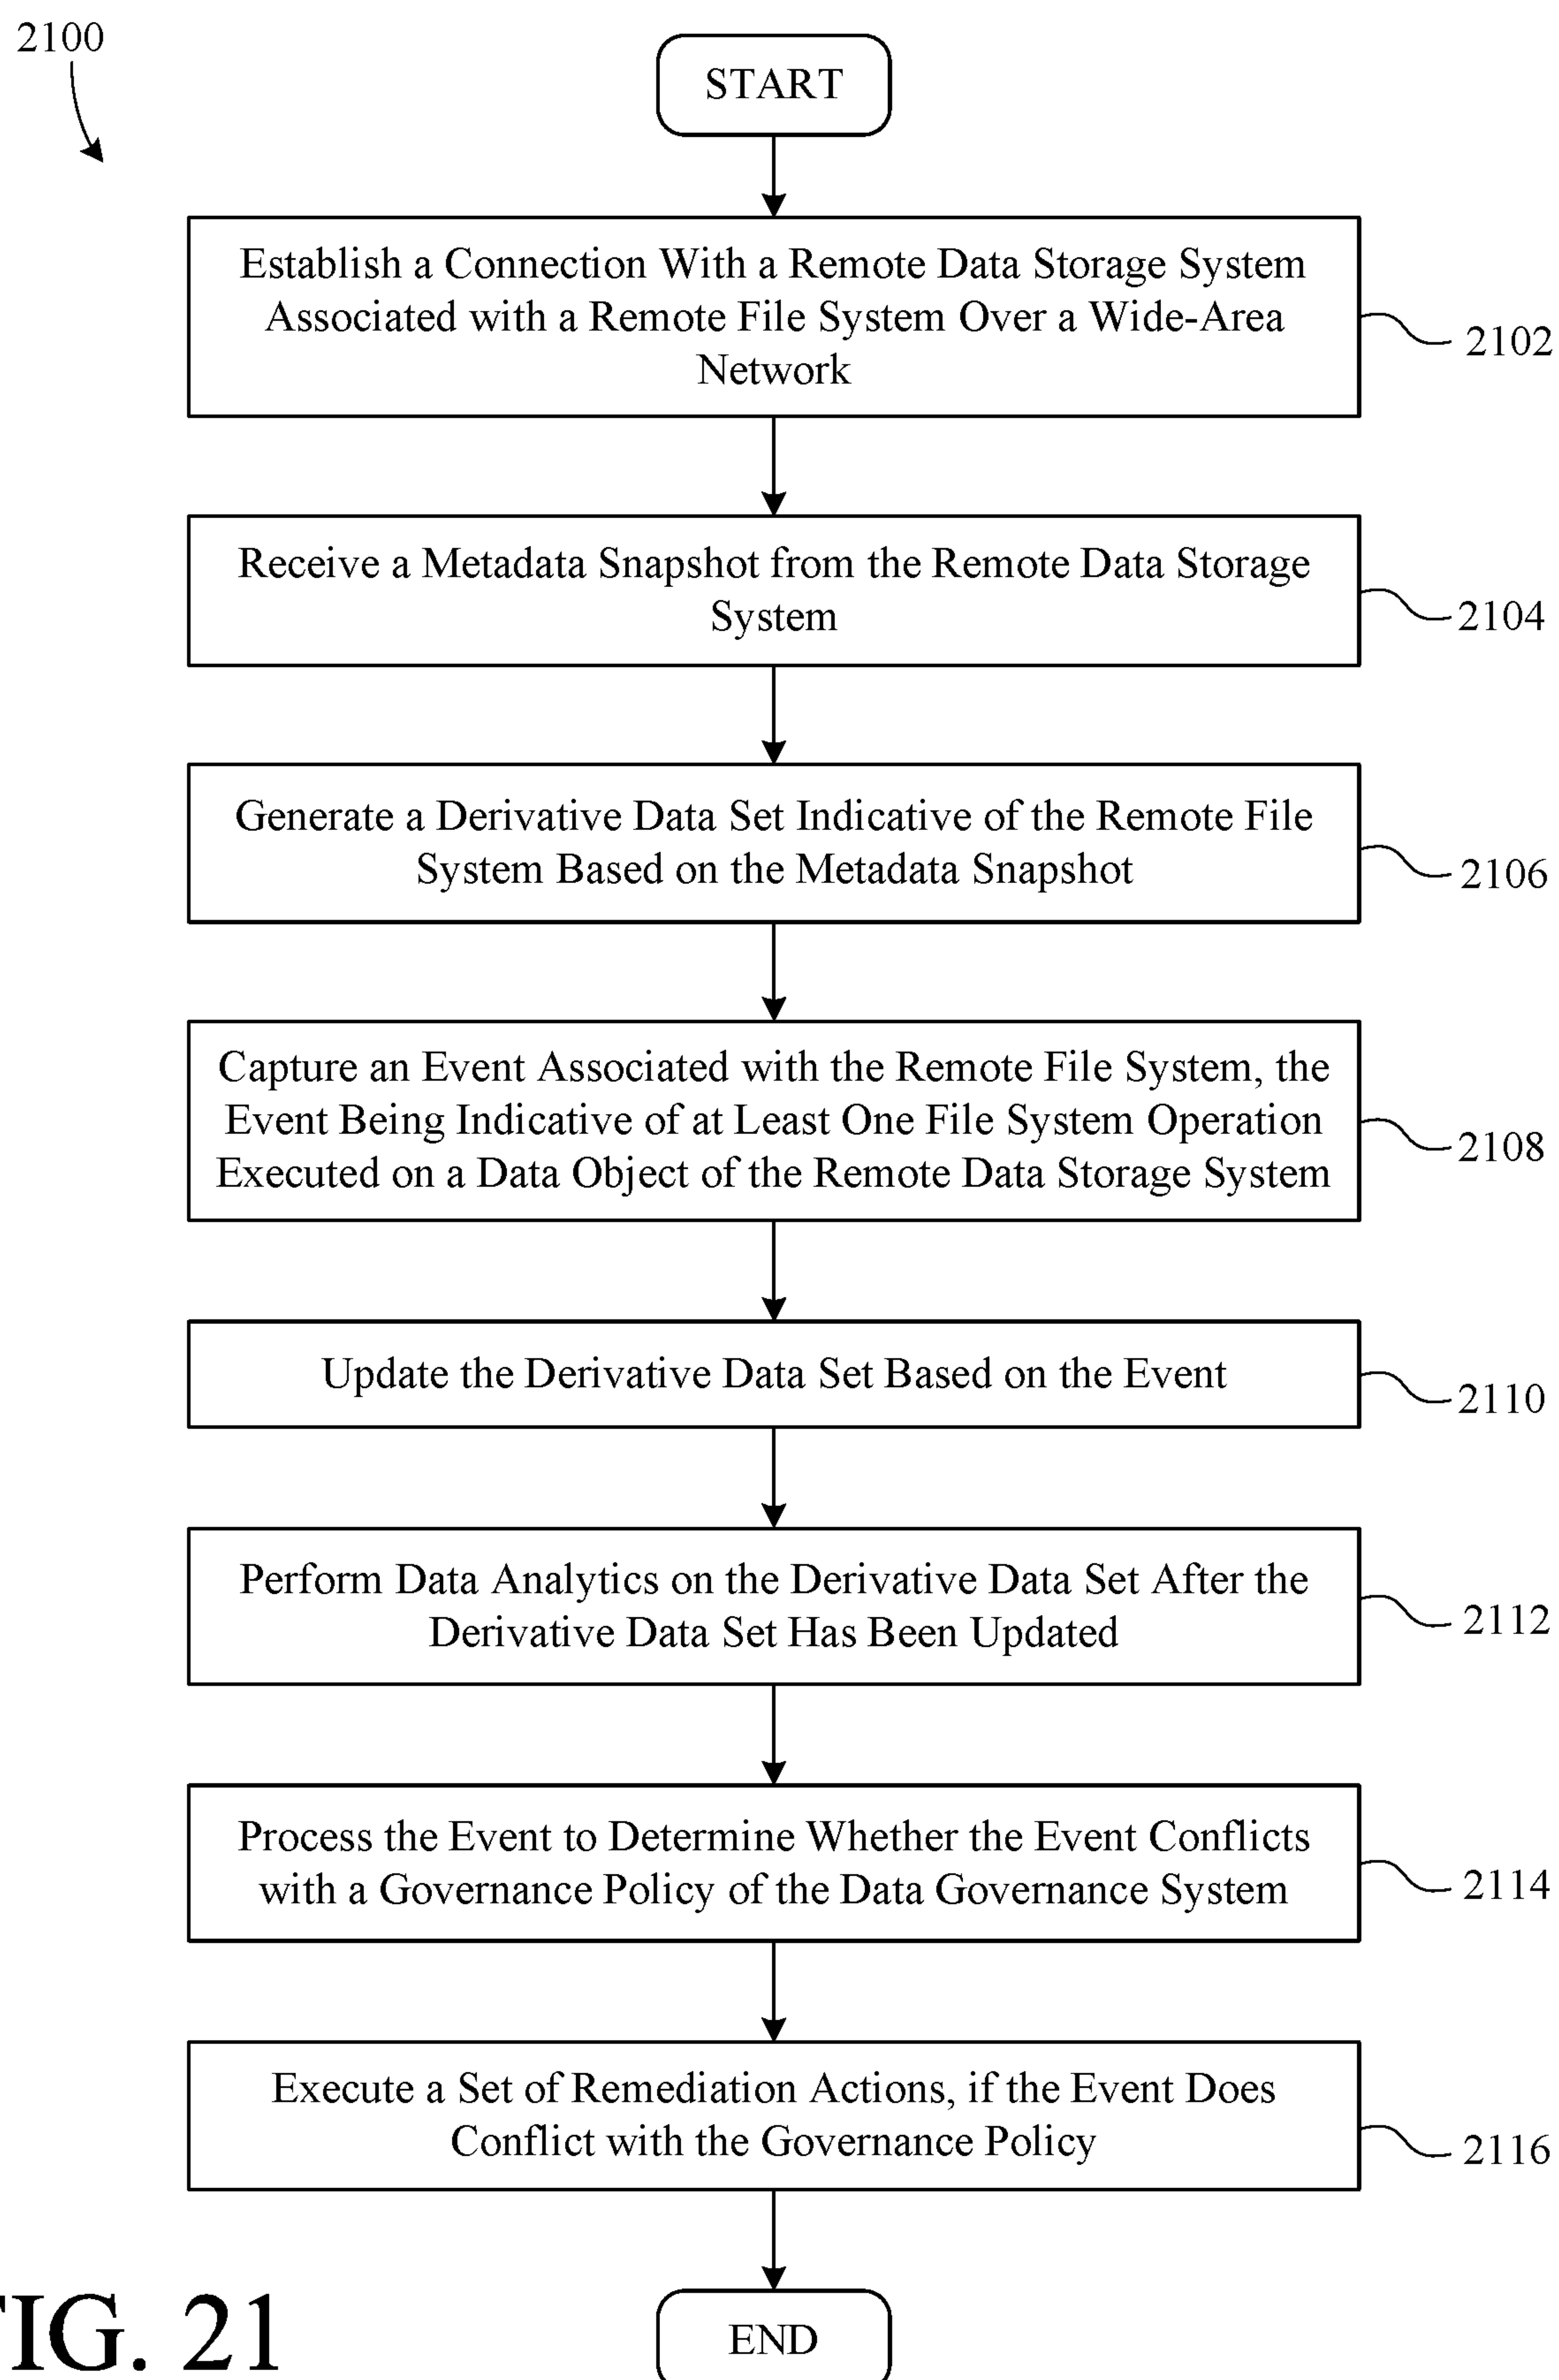 2100
START
Establish a Connection With a Remote Data Storage System
Associated with a Remote File System Over a Wide-Area
Network
2102
Receive a Metadata Snapshot from the Remote Data Storage
System
2104
Generate a Derivative Data Set Indicative of the Remote File
System Based on the Metadata Snapshot
2106
Capture an Event Associated with the Remote File System, the
Event Being Indicative of at Least One File System Operation
Executed on a Data Object of the Remote Data Storage System
2108
Update the Derivative Data Set Based on the Event
2110
Perform Data Analytics on the Derivative Data Set After the
Derivative Data Set Has Been Updated
2112
Process the Event to Determine Whether the Event Conflicts
with a Governance Policy of the Data Governance System
2114
Execute a Set of Remediation Actions, if the Event Does
Conflict with the Governance Policy
2116
END
FIG. 21